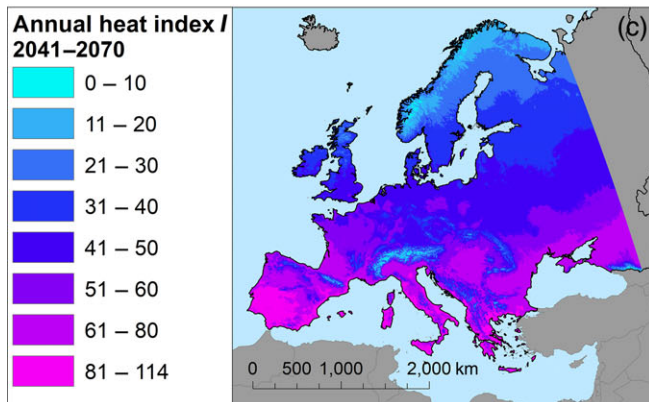 Annual heat index I
2041–2070
0 – 10
11 – 20
21 – 30
31 – 40
41 – 50
51 – 60
61 – 80
81 – 114
(c)
0 500 1,000 2,000 km